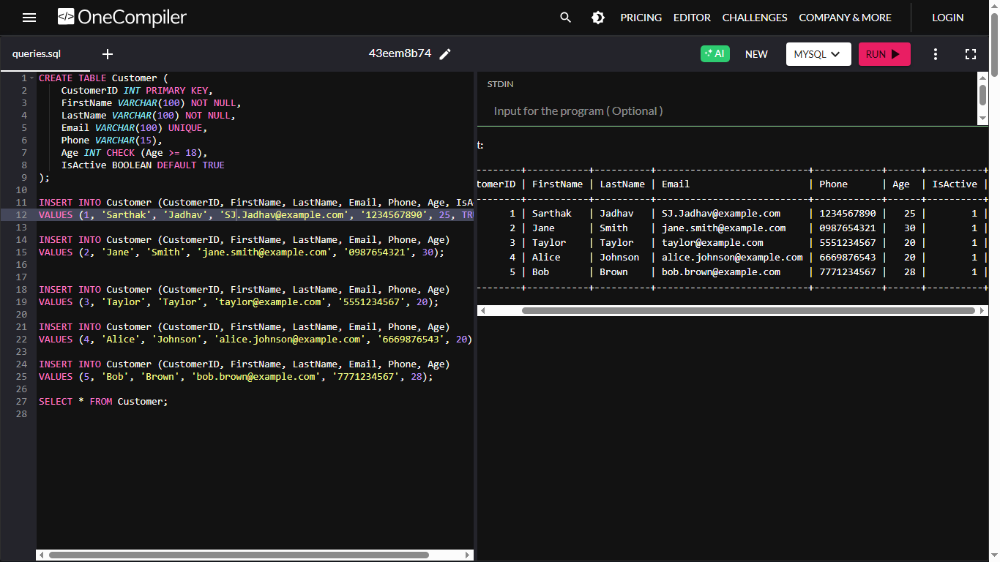 OneCompiler
PRICING EDITOR CHALLENGES COMPANY & MORE LOGIN
queries.sql + 43eem8b74 AI NEW MYSQL RUN
1 CREATE TABLE Customer (
2 CustomerID INT PRIMARY KEY,
3 FirstName VARCHAR(100) NOT NULL,
4 LastName VARCHAR(100) NOT NULL,
5 Email VARCHAR(100) UNIQUE,
6 Phone VARCHAR(15),
7 Age INT CHECK (Age >= 18),
8 IsActive BOOLEAN DEFAULT TRUE
9 );
10
11 INSERT INTO Customer (CustomerID, FirstName, LastName, Email, Phone, Age, IsA
12 VALUES (1, 'Sarthak', 'Jadhav', 'SJ.Jadhav@example.com', '1234567890', 25, TR
13
14 INSERT INTO Customer (CustomerID, FirstName, LastName, Email, Phone, Age)
15 VALUES (2, 'Jane', 'Smith', 'jane.smith@example.com', '0987654321', 30);
16
17
18 INSERT INTO Customer (CustomerID, FirstName, LastName, Email, Phone, Age)
19 VALUES (3, 'Taylor', 'Taylor', 'taylor@example.com', '5551234567', 20);
20
21 INSERT INTO Customer (CustomerID, FirstName, LastName, Email, Phone, Age)
22 VALUES (4, 'Alice', 'Johnson', 'alice.johnson@example.com', '6669876543', 20)
23
24 INSERT INTO Customer (CustomerID, FirstName, LastName, Email, Phone, Age)
25 VALUES (5, 'Bob', 'Brown', 'bob.brown@example.com', '7771234567', 28);
26
27 SELECT * FROM Customer;
28
STDIN
Input for the program ( Optional )
t:
--------+-----------+----------+---------------------------+------------+------+----------+
tomerID | FirstName | LastName | Email | Phone | Age | IsActive |
--------+-----------+----------+---------------------------+------------+------+----------+
1 | Sarthak | Jadhav | SJ.Jadhav@example.com | 1234567890 | 25 | 1 |
2 | Jane | Smith | jane.smith@example.com | 0987654321 | 30 | 1 |
3 | Taylor | Taylor | taylor@example.com | 5551234567 | 20 | 1 |
4 | Alice | Johnson | alice.johnson@example.com | 6669876543 | 20 | 1 |
5 | Bob | Brown | bob.brown@example.com | 7771234567 | 28 | 1 |
--------+-----------+----------+---------------------------+------------+------+----------+